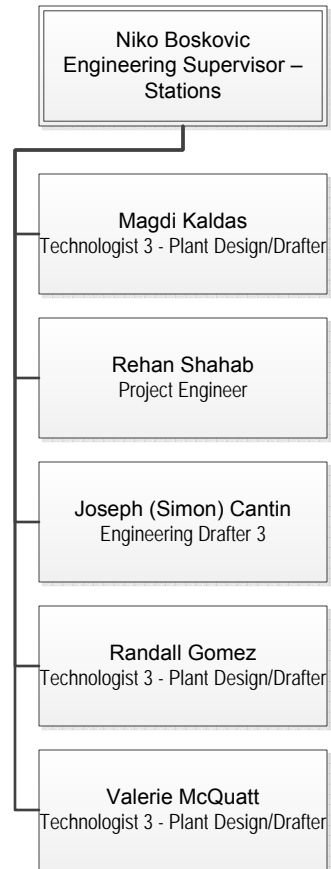 Niko Boskovic
Engineering Supervisor –
Stations
Magdi Kaldas
Technologist 3 - Plant Design/Drafter
Rehan Shahab
Project Engineer
Joseph (Simon) Cantin
Engineering Drafter 3
Randall Gomez
Technologist 3 - Plant Design/Drafter
Valerie McQuatt
Technologist 3 - Plant Design/Drafter